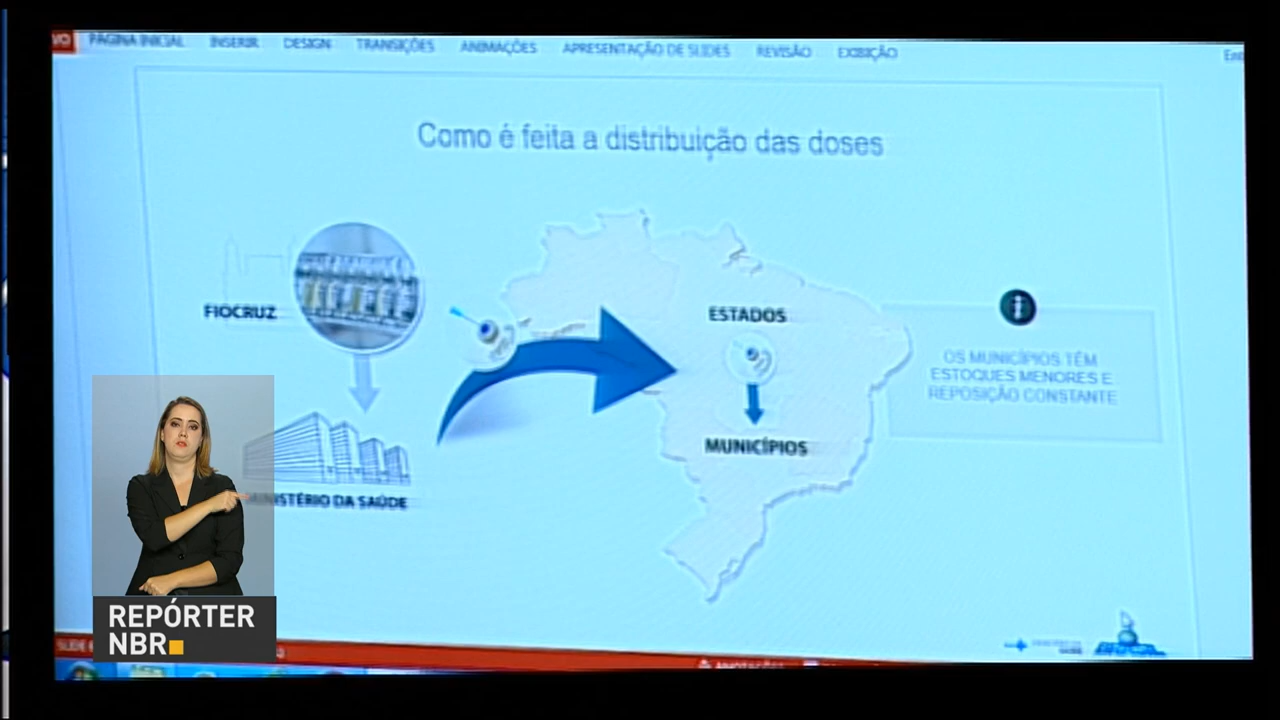 PÁGINA INICIAL INSERIR DESIGN TRANSIÇÕES ANIMAÇÕES APRESENTAÇÃO DE SLIDES REVISÃO EXIBIÇÃO
Como é feita a distribuição das doses
FIOCRUZ
ESTADOS
OS MUNICÍPIOS TÊM
ESTOQUES MENORES E
REPOSIÇÃO CONSTANTE
MUNICÍPIOS
MINISTÉRIO DA SAÚDE
REPÓRTER
NBR
ANOTAÇÕES